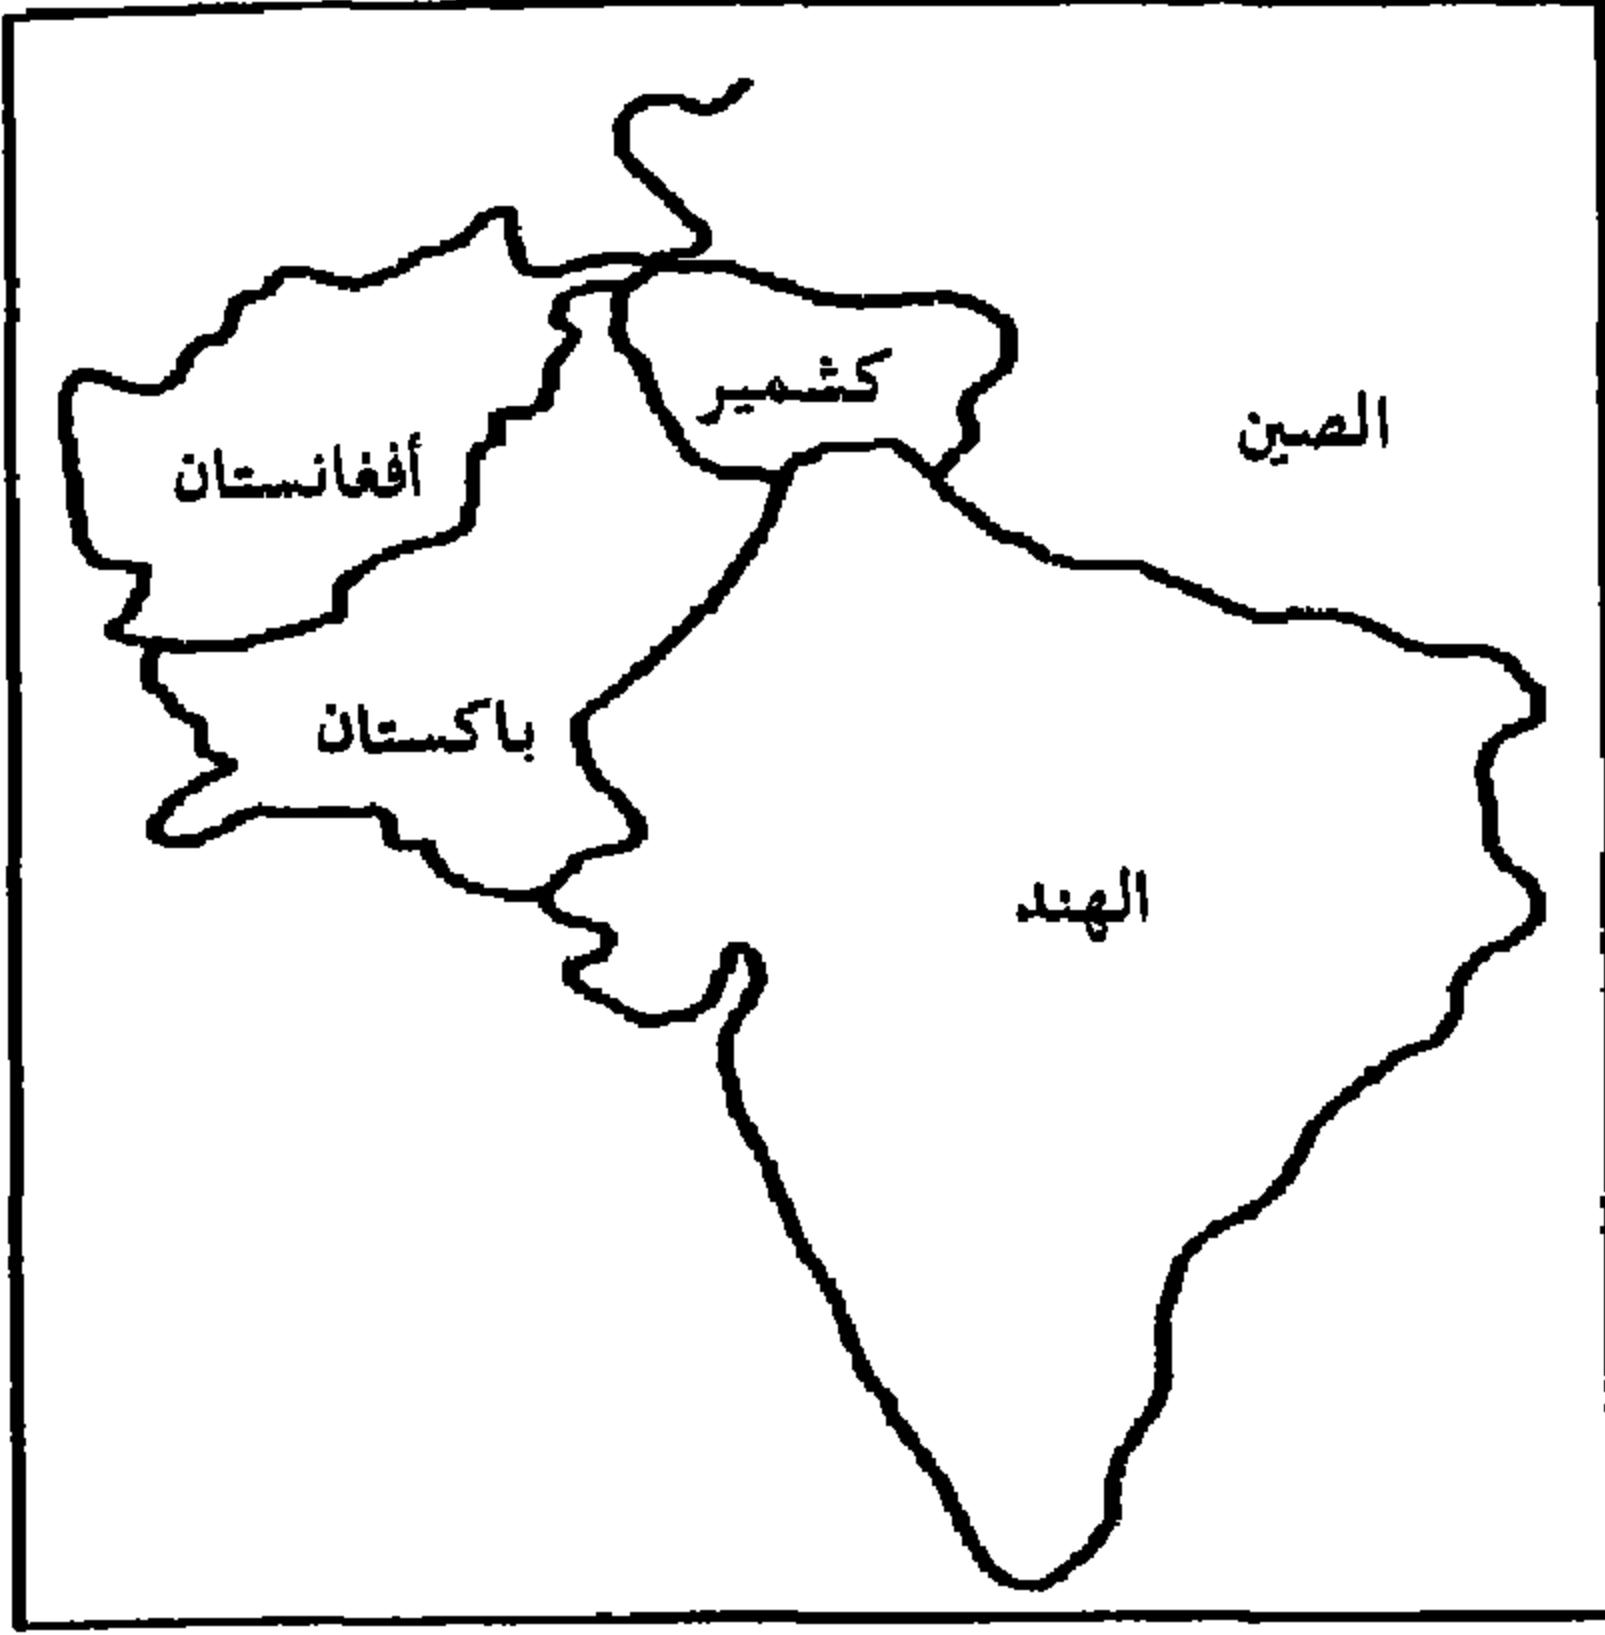 كشمير
الصين
أفغانستان
باكستان
الهند